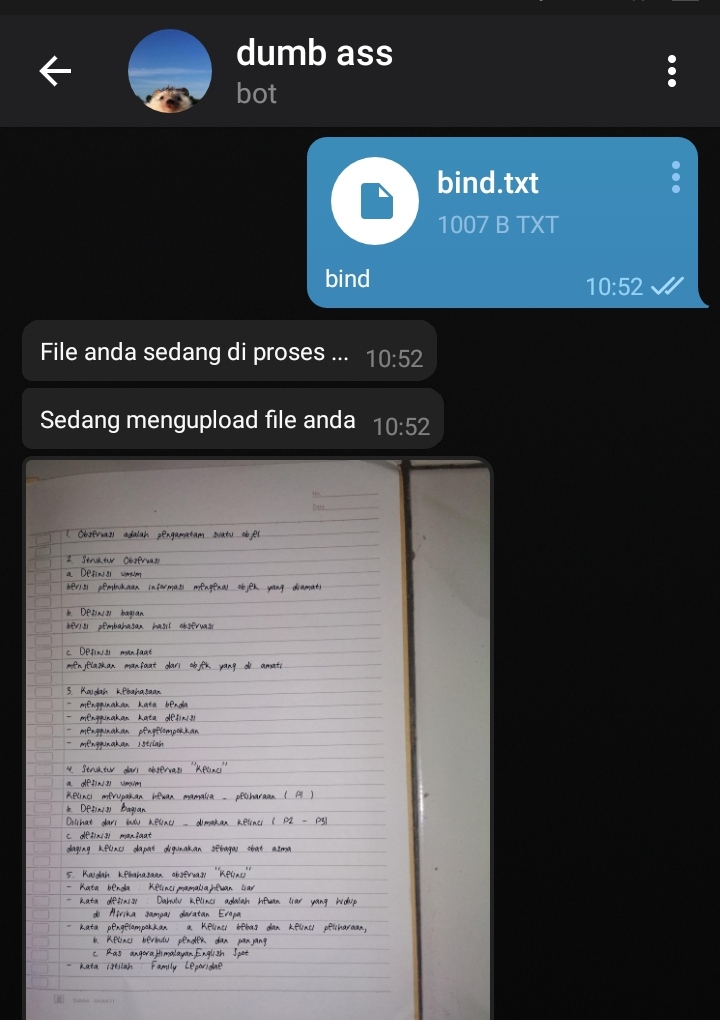 dumb ass
bot
bind.txt
1007 B TXT
bind
10:52
File anda sedang di proses ... 10:52
Sedang mengupload file anda 10:52
No.
Date.
1. Observasi adalah pengamatam suatu objek
2. Struktur Observasi
a. Definisi umum
berisi pembukaan informasi mengenai objek yang diamati
b. Definisi bagian
berisi pembahasan hasil observasi
c. Definisi manfaat
menjelaskan manfaat dari objek yang di amati
3. Kaidah kebahasaan
- menggunakan kata benda
- menggunakan kata definisi
- menggunakan pengelompokkan
- menggunakan istilah
4. Struktur dari observasi "Kelinci"
a. definisi umum
Kelinci merupakan hewan mamalia - peliharaan ( P1 )
b. Definisi Bagian
Dilihat dari bulu kelinci - dimakan kelinci ( P2 - P3)
c. definisi manfaat
daging kelinci dapat digunakan sebagai obat asma
5. Kaidah kebahasaan observasi "Kelinci"
- Kata benda : Kelinci,mamalia,hewan liar
- kata definisi : Dahulu kelinci adalah hewan liar yang hidup
di Afrika sampai daratan Eropa
- kata pengelompokkan : a. Kelinci bebas dan kelinci peliharaan,
b. Kelinci berbulu pendek dan panjang
c. Ras angora,Himalayan,English Spot
- kata istilah : Family Leporidae